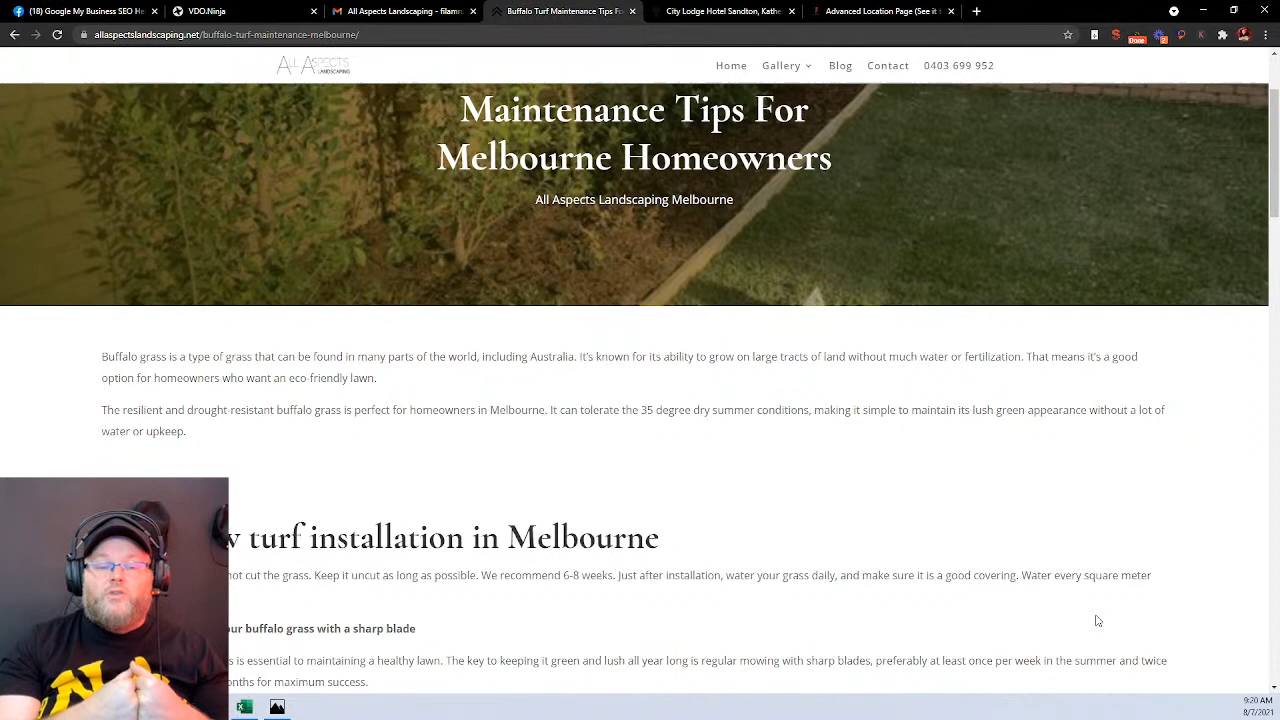 (18) Google My Business SEO He
VDO.Ninja
All Aspects Landscaping - filamru
Buffalo Turf Maintenance Tips Fo
City Lodge Hotel Sandton, Kathe
Advanced Location Page (See it
allaspectslandscaping.net/buffalo-turf-maintenance-melbourne/
Done
2
ALL ASPECTS
LANDSCAPING
Home
Gallery
Blog
Contact
0403 699 952
Maintenance Tips For
Melbourne Homeowners
All Aspects Landscaping Melbourne
Buffalo grass is a type of grass that can be found in many parts of the world, including Australia. It's known for its ability to grow on large tracts of land without much water or fertilization. That means it's a good
option for homeowners who want an eco-friendly lawn.
The resilient and drought-resistant buffalo grass is perfect for homeowners in Melbourne. It can tolerate the 35 degree dry summer conditions, making it simple to maintain its lush green appearance without a lot of
water or upkeep.
turf installation in Melbourne
not cut the grass. Keep it uncut as long as possible. We recommend 6-8 weeks. Just after installation, water your grass daily, and make sure it is a good covering. Water every square meter
our buffalo grass with a sharp blade
s is essential to maintaining a healthy lawn. The key to keeping it green and lush all year long is regular mowing with sharp blades, preferably at least once per week in the summer and twice
onths for maximum success.
9:20 AM
8/7/2021